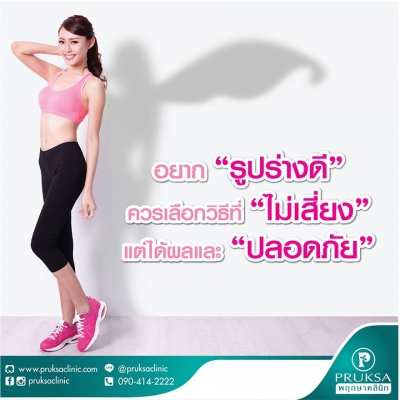 อยาก “รูปร่างดี”
ควรเลือกวิธีที่ “ไม่เสี่ยง”
แต่ได้ผลและ “ปลอดภัย”
www.pruksaclinic.com
@pruksaclinic
pruksaclinic
090-414-2222
P
PRUKSA
พฤกษาคลินิก